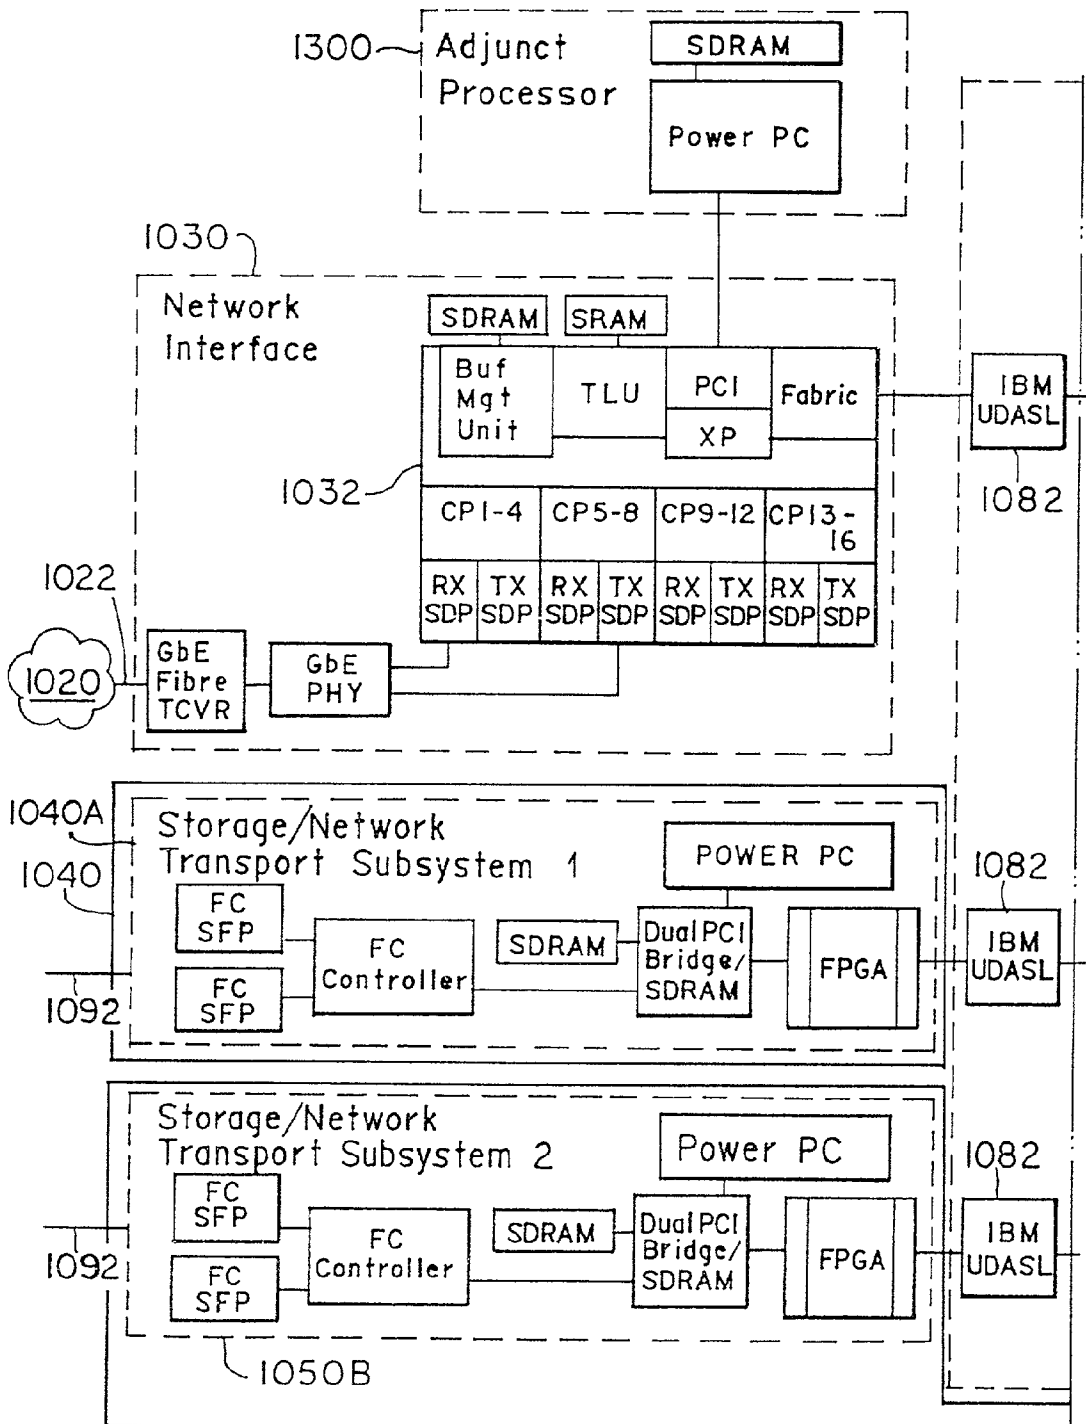 1300
Adjunct
Processor
SDRAM
Power PC
1030
Network
Interface
SDRAM
SRAM
Buf
Mgt
Unit
TLU
PCI
XP
Fabric
IBM
UDASL
1082
1032
CP1-4
CP5-8
CP9-12
CP13-
16
RX
SDP
TX
SDP
RX
SDP
TX
SDP
RX
SDP
TX
SDP
RX
SDP
TX
SDP
1022
1020
GbE
Fibre
TCVR
GbE
PHY
1040A
1040
Storage/Network
Transport Subsystem 1
POWER PC
FC
SFP
FC
SFP
FC
Controller
SDRAM
Dual PCI
Bridge/
SDRAM
FPGA
1082
IBM
UDASL
1092
Storage/Network
Transport Subsystem 2
Power PC
FC
SFP
FC
SFP
FC
Controller
SDRAM
Dual PCI
Bridge/
SDRAM
FPGA
1082
IBM
UDASL
1092
1050B